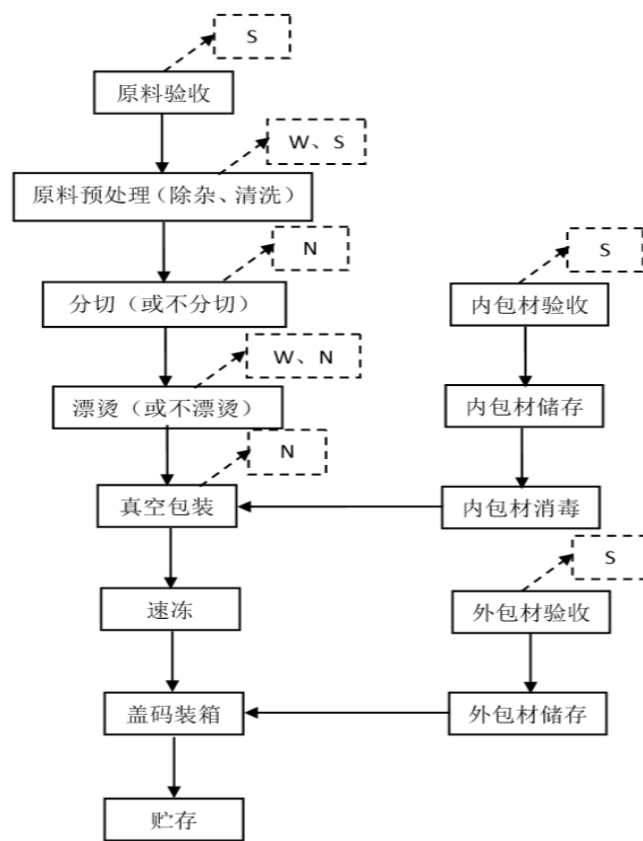 S
原料验收
W、S
原料预处理（除杂、清洗）
N
分切（或不分切）
S
内包材验收
W、N
漂烫（或不漂烫）
内包材储存
N
真空包装
内包材消毒
S
速冻
外包材验收
盖码装箱
外包材储存
贮存